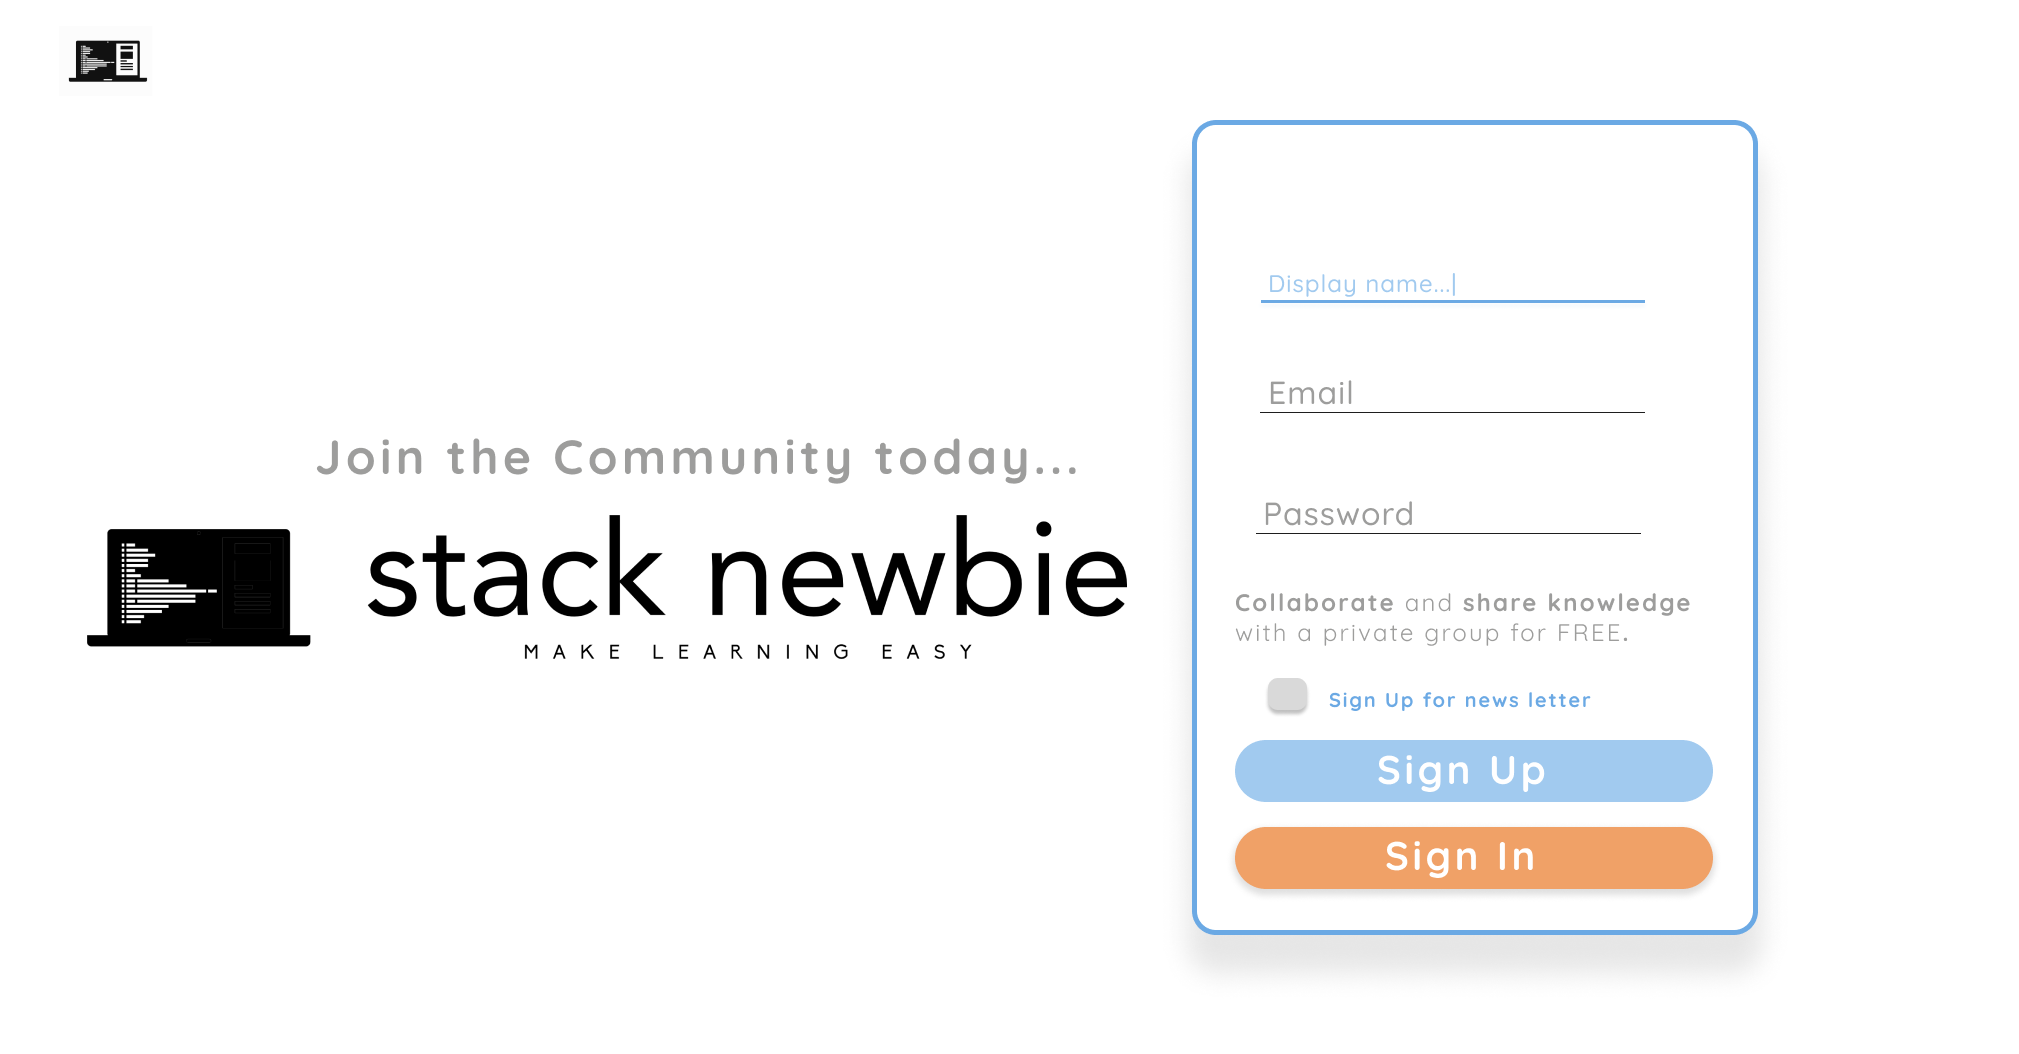 Join the Community today...
stack newbie
MAKE LEARNING EASY
Display name...
Email
Password
Collaborate and share knowledge
with a private group for FREE.
Sign Up for news letter
Sign Up
Sign In